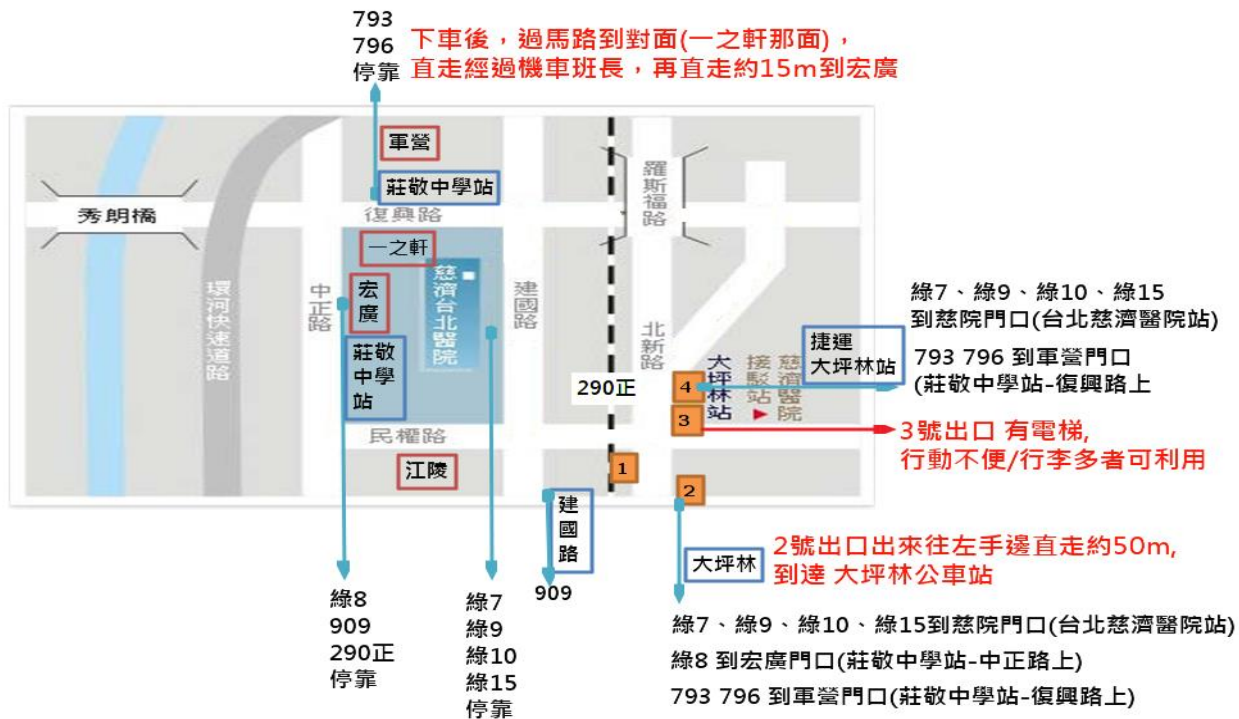 793
796
停靠
下車後，過馬路到對面(一之軒那面)，
直走經過機車班長，再直走約15m到宏廣
軍營
莊敬中學站
秀朗橋
復興路
羅斯福路
一之軒
環河快速道路
中正路
宏廣
慈濟台北醫院
建國路
北新路
莊敬
中學
站
290正
4
3
大坪林站
接駁站
慈濟醫院
捷運
大坪林站
綠7、綠9、綠10、綠15
到慈院門口(台北慈濟醫院站)
793 796 到軍營門口
(莊敬中學站-復興路上
3號出口 有電梯,
行動不便/行李多者可利用
民權路
江陵
1
2
建國路
909
大坪林
2號出口出來往左手邊直走約50m,
到達 大坪林公車站
綠8
909
290正
停靠
綠7
綠9
綠10
綠15
停靠
綠7、綠9、綠10、綠15到慈院門口(台北慈濟醫院站)
綠8 到宏廣門口(莊敬中學站-中正路上)
793 796 到軍營門口(莊敬中學站-復興路上)